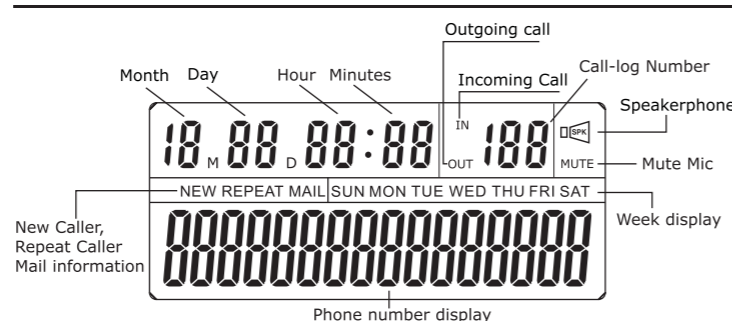 Outgoing call
Month Day Hour Minutes Incoming Call Call-log Number
Speakerphone
18 M 88 D 88:88 IN OUT 188 SPK MUTE
Mute Mic
NEW REPEAT MAIL SUN MON TUE WED THU FRI SAT
New Caller,
Repeat Caller
Mail information
Week display
8888888888888888
Phone number display